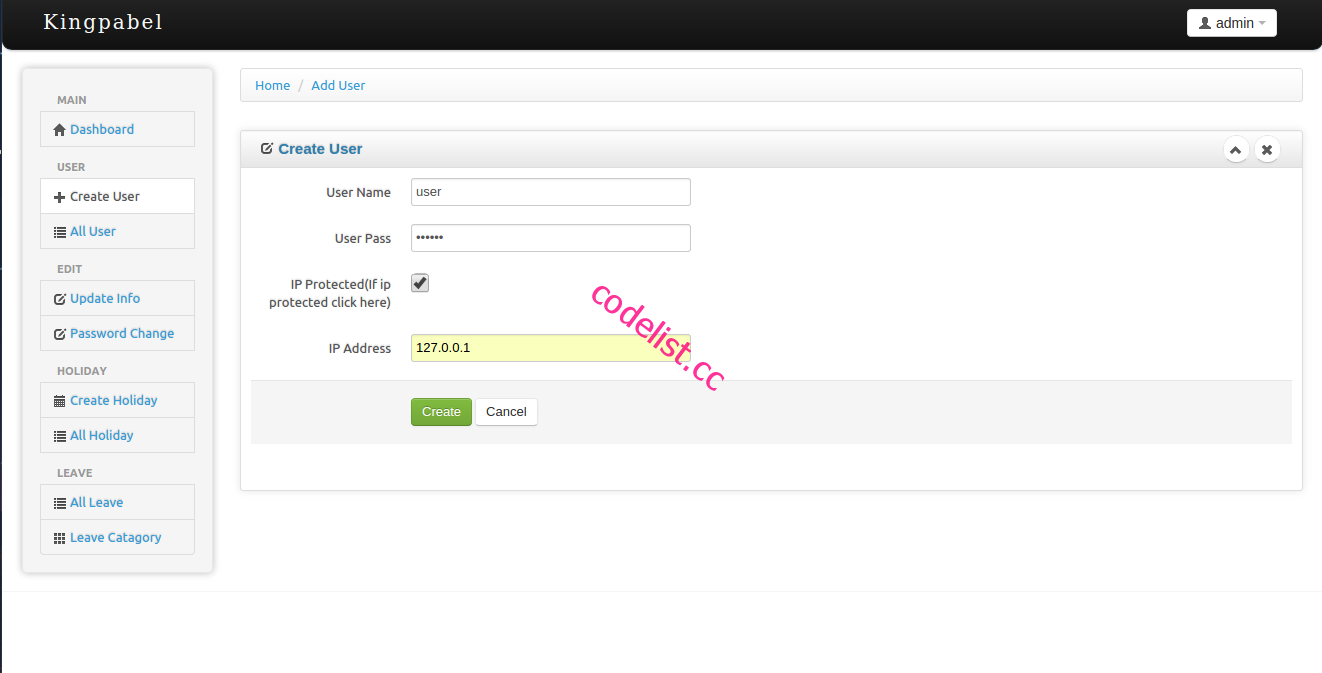 Kingpabel
admin
MAIN
Dashboard
USER
Create User
All User
EDIT
Update Info
Password Change
HOLIDAY
Create Holiday
All Holiday
LEAVE
All Leave
Leave Catagory
Home / Add User
Create User
User Name
user
User Pass
••••••
IP Protected(If ip
protected click here)
IP Address
127.0.0.1
Create
Cancel
codelist.cc